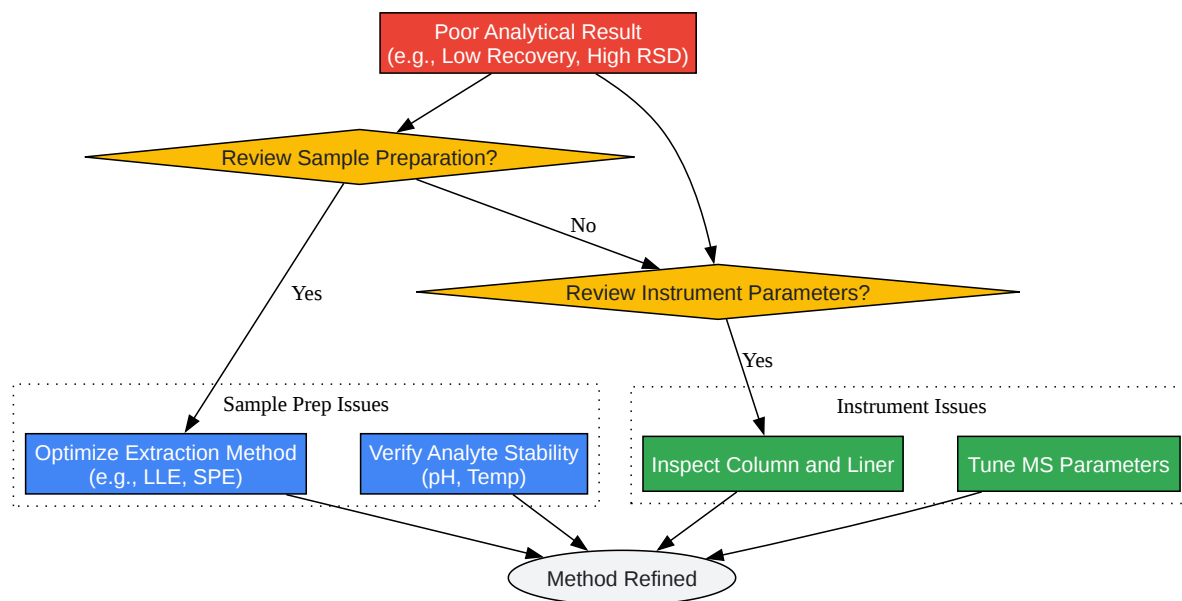 Poor Analytical Result
(e.g., Low Recovery, High RSD)
Review Sample Preparation?
No
Review Instrument Parameters?
Yes
Yes
Sample Prep Issues
Instrument Issues
Optimize Extraction Method
(e.g., LLE, SPE)
Verify Analyte Stability
(pH, Temp)
Inspect Column and Liner
Tune MS Parameters
Method Refined